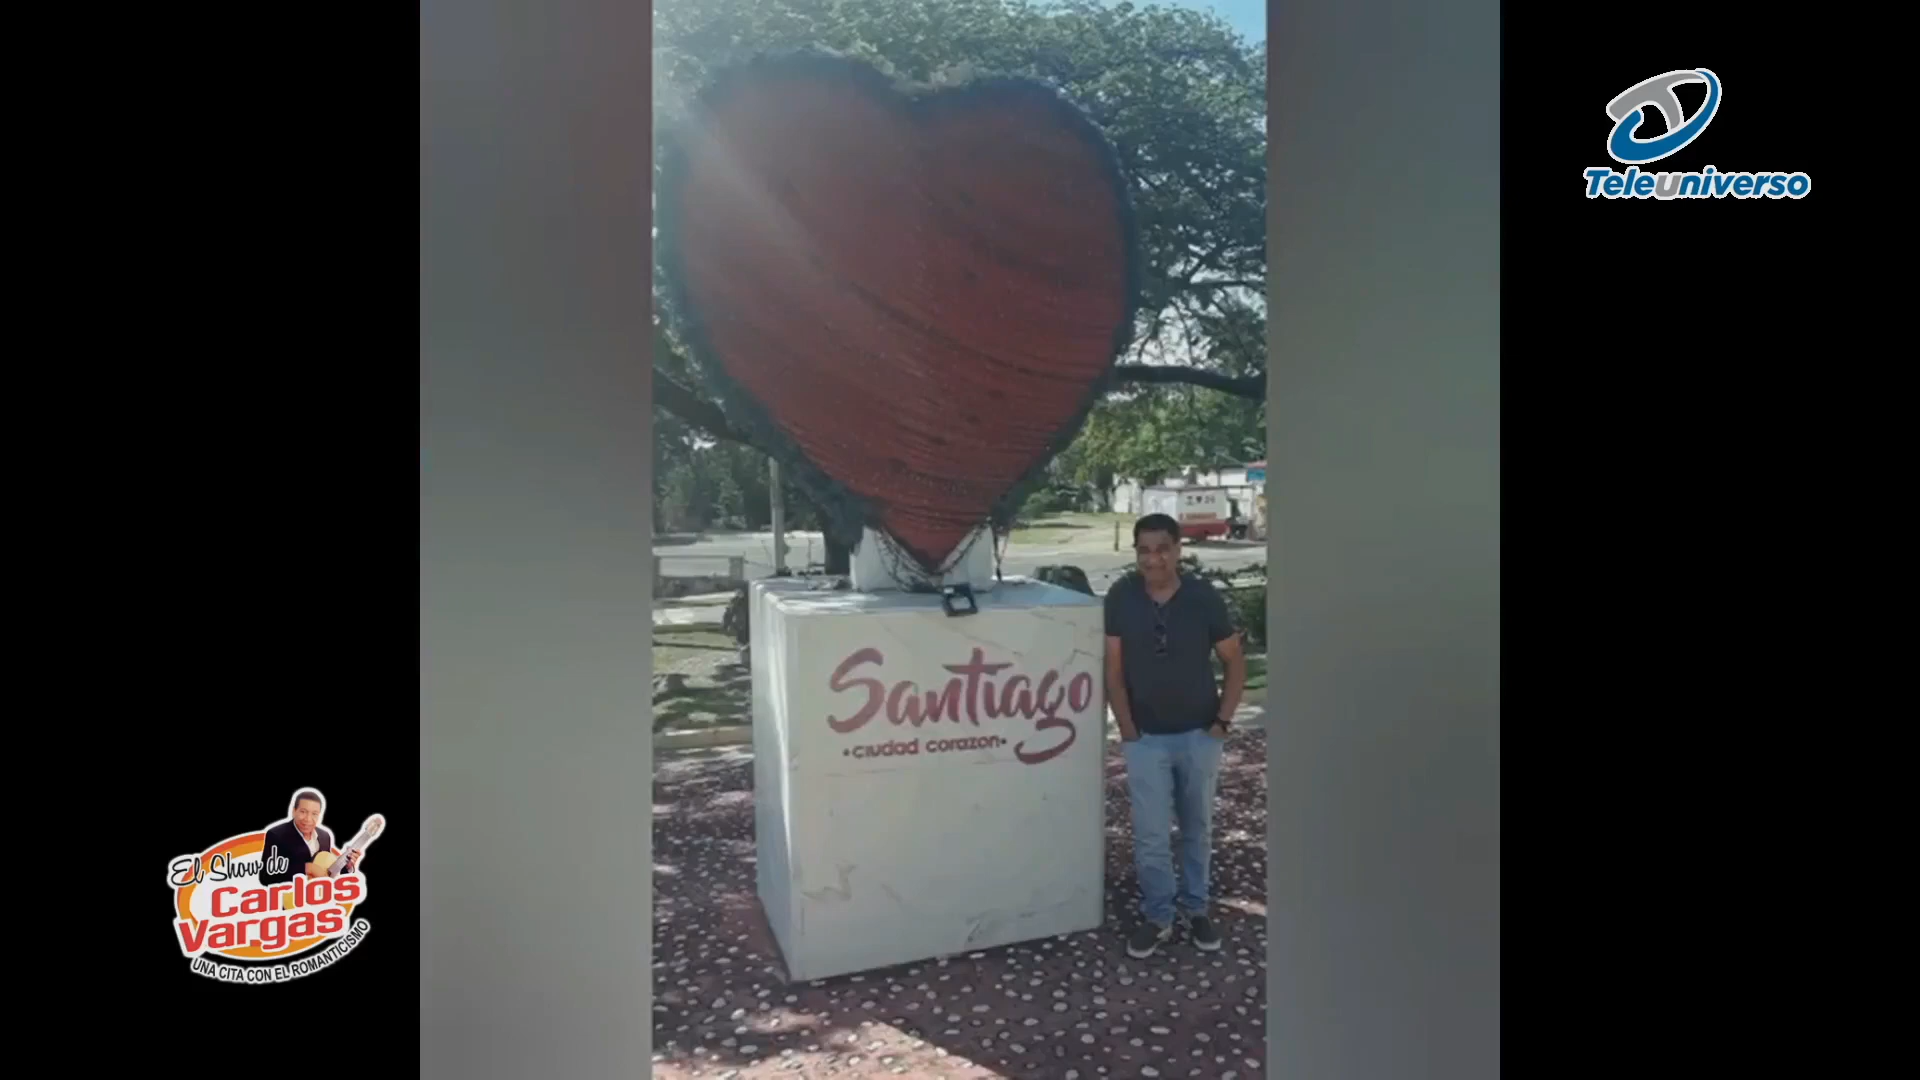 Teleuniverso
Santiago
•ciudad corazon•
El Show de
Carlos
Vargas
UNA CITA CON EL ROMANTICISMO